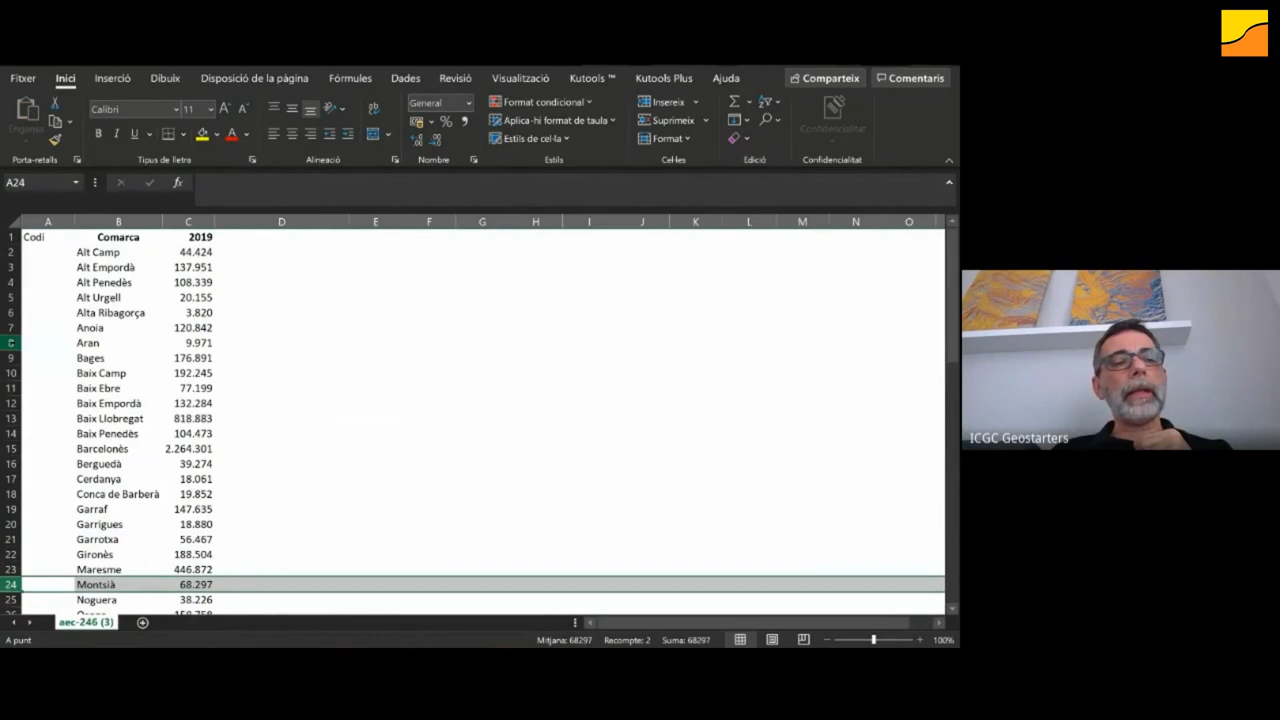 Fitxer Inici Inserció Dibuix Disposició de la pàgina Fórmules Dades Revisió Visualització Kutools ™ Kutools Plus Ajuda Comparteix Comentaris
Enganxa Calibri 11 General Format condicional Insereix
N I U Aplica-hi format de taula Suprimeix Confidencialitat
Estils de cel·la Format
Porta-retalls Tipus de lletra Alineació Nombre Estils Cel·les Edició Confidencialitat
A24 fx
A B C D E F G H I J K L M N O
1 Codi Comarca 2019
2 Alt Camp 44.424
3 Alt Empordà 137.951
4 Alt Penedès 108.339
5 Alt Urgell 20.155
6 Alta Ribagorça 3.820
7 Anoia 120.842
8 Aran 9.971
9 Bages 176.891
10 Baix Camp 192.245
11 Baix Ebre 77.199
12 Baix Empordà 132.284
13 Baix Llobregat 818.883
14 Baix Penedès 104.473
15 Barcelonès 2.264.301
16 Berguedà 39.274
17 Cerdanya 18.061
18 Conca de Barberà 19.852
19 Garraf 147.635
20 Garrigues 18.880
21 Garrotxa 56.467
22 Gironès 188.504
23 Maresme 446.872
24 Montsià 68.297
25 Noguera 38.226
aec-246 (3)
A punt Mitjana: 68297 Recompte: 2 Suma: 68297 100%
ICGC Geostarters